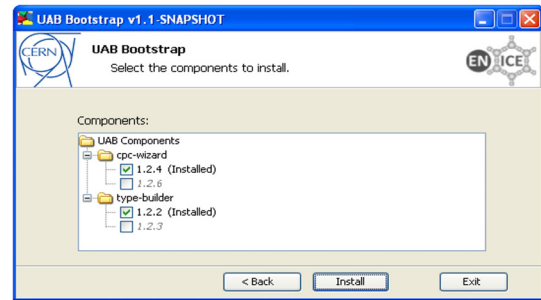 UAB Bootstrap v1.1-SNAPSHOT
CERN
UAB Bootstrap
Select the components to install.
EN ICE
Components:
UAB Components
cpc-wizard
1.2.4 (Installed)
1.2.6
type-builder
1.2.2 (Installed)
1.2.3
< Back Install Exit